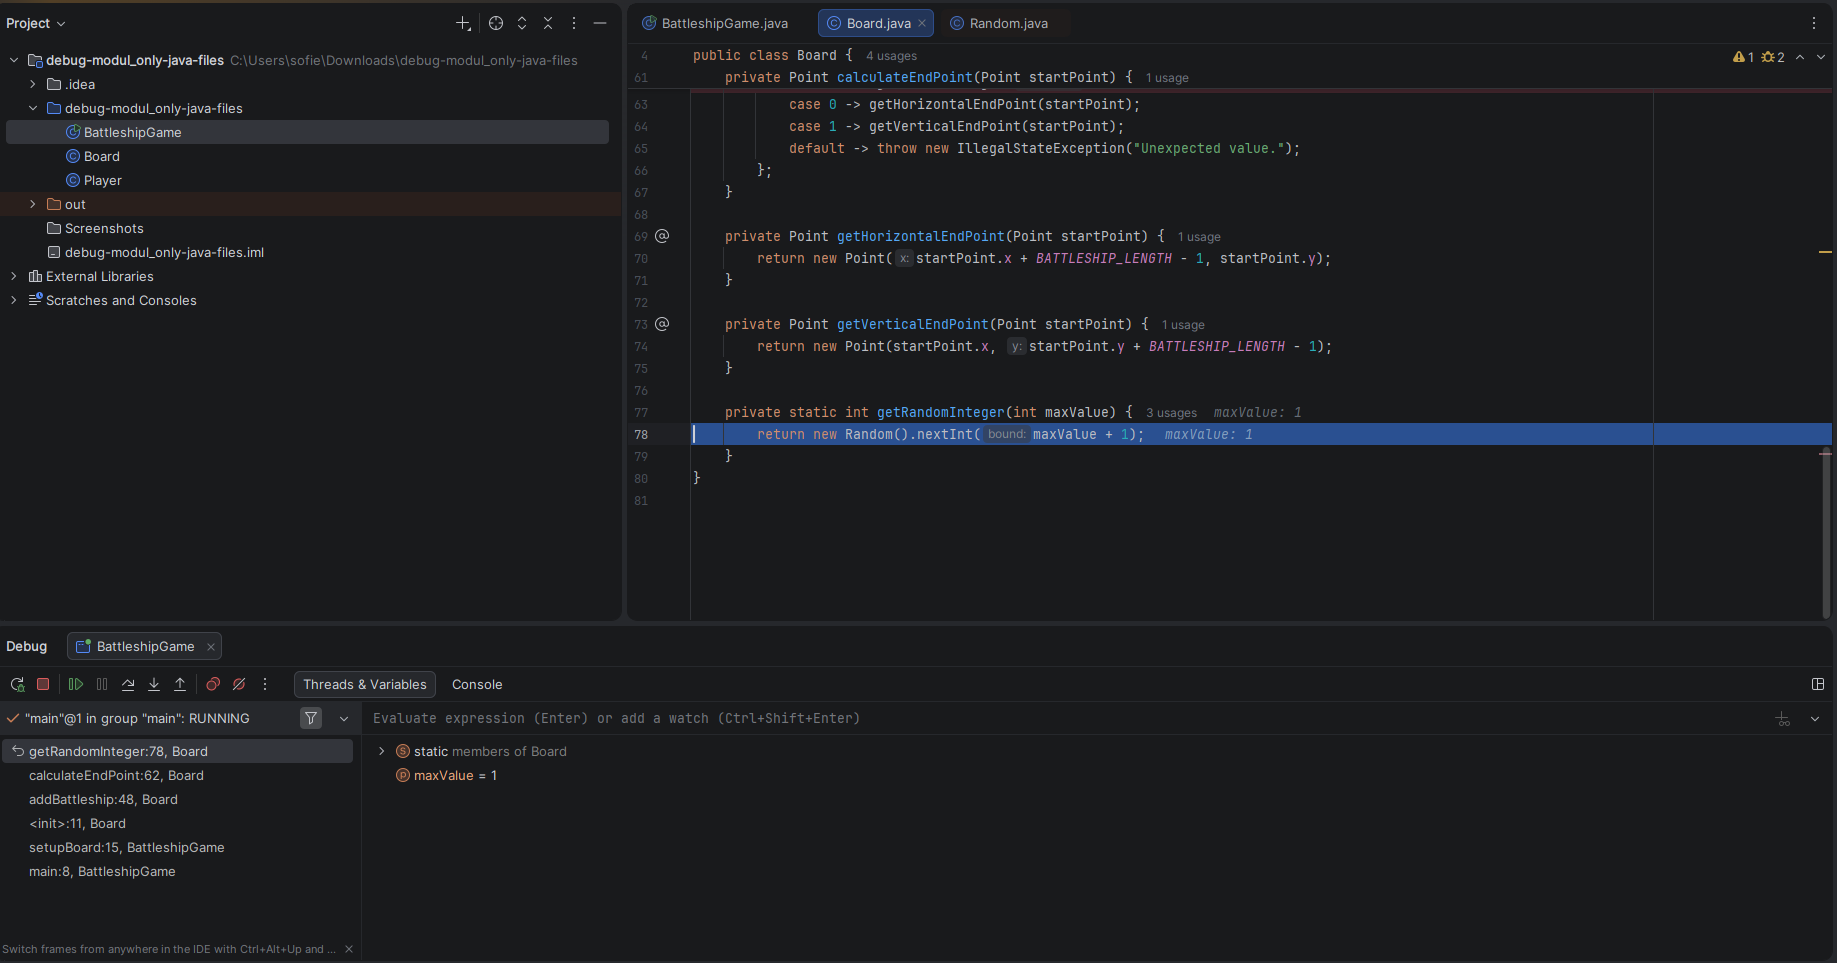 Project
debug-modul_only-java-files C:\Users\sofie\Downloads\debug-modul_only-java-files
.idea
debug-modul_only-java-files
BattleshipGame
Board
Player
out
Screenshots
debug-modul_only-java-files.iml
External Libraries
Scratches and Consoles
BattleshipGame.java Board.java Random.java
4 public class Board { 4 usages
1 2
61 private Point calculateEndPoint(Point startPoint) { 1 usage
63 case 0 -> getHorizontalEndPoint(startPoint);
64 case 1 -> getVerticalEndPoint(startPoint);
65 default -> throw new IllegalStateException("Unexpected value.");
66 };
67 }
68
69 @ private Point getHorizontalEndPoint(Point startPoint) { 1 usage
70 return new Point( x: startPoint.x + BATTLESHIP_LENGTH - 1, startPoint.y);
71 }
72
73 @ private Point getVerticalEndPoint(Point startPoint) { 1 usage
74 return new Point(startPoint.x, y: startPoint.y + BATTLESHIP_LENGTH - 1);
75 }
76
77 private static int getRandomInteger(int maxValue) { 3 usages maxValue: 1
78 return new Random().nextInt( bound: maxValue + 1); maxValue: 1
79 }
80 }
81
Debug BattleshipGame
Threads & Variables Console
"main"@1 in group "main": RUNNING
getRandomInteger:78, Board
calculateEndPoint:62, Board
addBattleship:48, Board
<init>:11, Board
setupBoard:15, BattleshipGame
main:8, BattleshipGame
Switch frames from anywhere in the IDE with Ctrl+Alt+Up and ...
Evaluate expression (Enter) or add a watch (Ctrl+Shift+Enter)
static members of Board
maxValue = 1